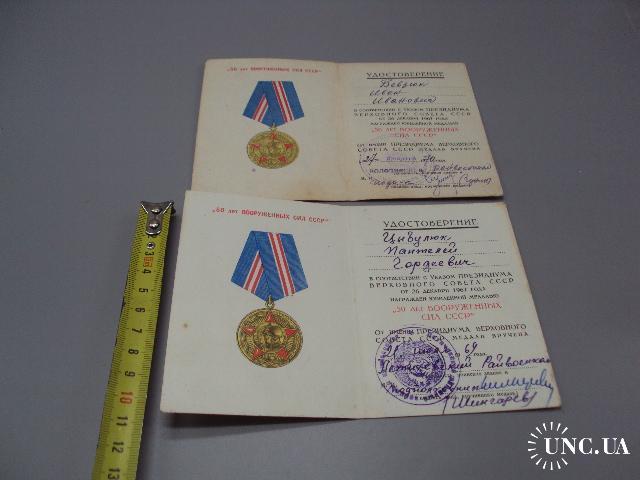 „50 лет ВООРУЖЕННЫХ СИЛ СССР“
УДОСТОВЕРЕНИЕ
Иван
Иванович
В СООТВЕТСТВИИ С УКАЗОМ ПРЕЗИДИУМА
ВЕРХОВНОГО СОВЕТА СССР
ОТ 26 ДЕКАБРЯ 1967 ГОДА
НАГРАЖДЕН ЮБИЛЕЙНОЙ МЕДАЛЬЮ
„50 ЛЕТ ВООРУЖЕННЫХ
СИЛ СССР“
ОТ ИМЕНИ ПРЕЗИДИУМА ВЕРХОВНОГО
СОВЕТА СССР МЕДАЛЬ ВРУЧЕНА
„50 лет ВООРУЖЕННЫХ СИЛ СССР“
УДОСТОВЕРЕНИЕ
Цибулюк
Пантелей
Гордеевич
В СООТВЕТСТВИИ С УКАЗОМ ПРЕЗИДИУМА
ВЕРХОВНОГО СОВЕТА СССР
ОТ 26 ДЕКАБРЯ 1967 ГОДА
НАГРАЖДЕН ЮБИЛЕЙНОЙ МЕДАЛЬЮ
„50 ЛЕТ ВООРУЖЕННЫХ
СИЛ СССР“
ОТ ИМЕНИ ПРЕЗИДИУМА ВЕРХОВНОГО
СОВЕТА СССР МЕДАЛЬ ВРУЧЕНА
69 года
Райвоенком
3
4
5
6
7
8
9
10
11
12
13
UNC.UA